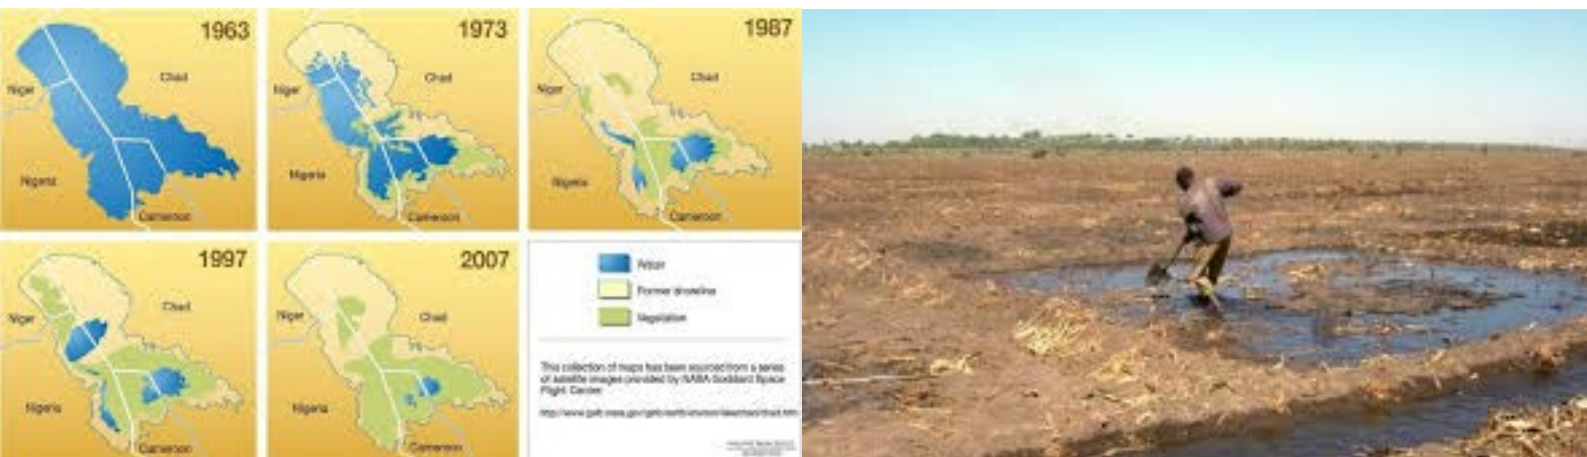 1963
Chad
Niger
Nigeria
Cameroon
1973
Chad
Niger
Nigeria
Cameroon
1987
Chad
Niger
Nigeria
Cameroon
1997
Chad
Niger
Nigeria
Cameroon
2007
Chad
Niger
Nigeria
Cameroon
Water
Former shoreline
Vegetation
This collection of maps has been sourced from a series
of satellite images provided by NASA Goddard Space
Flight Center.